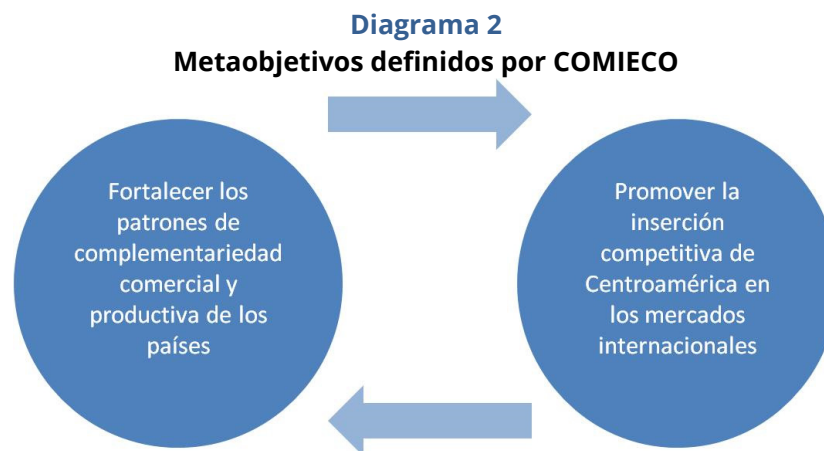 Diagrama 2
Metaobjetivos definidos por COMIECO
Fortalecer los
patrones de
complementariedad
comercial y
productiva de los
países
Promover la
inserción
competitiva de
Centroamérica en
los mercados
internacionales